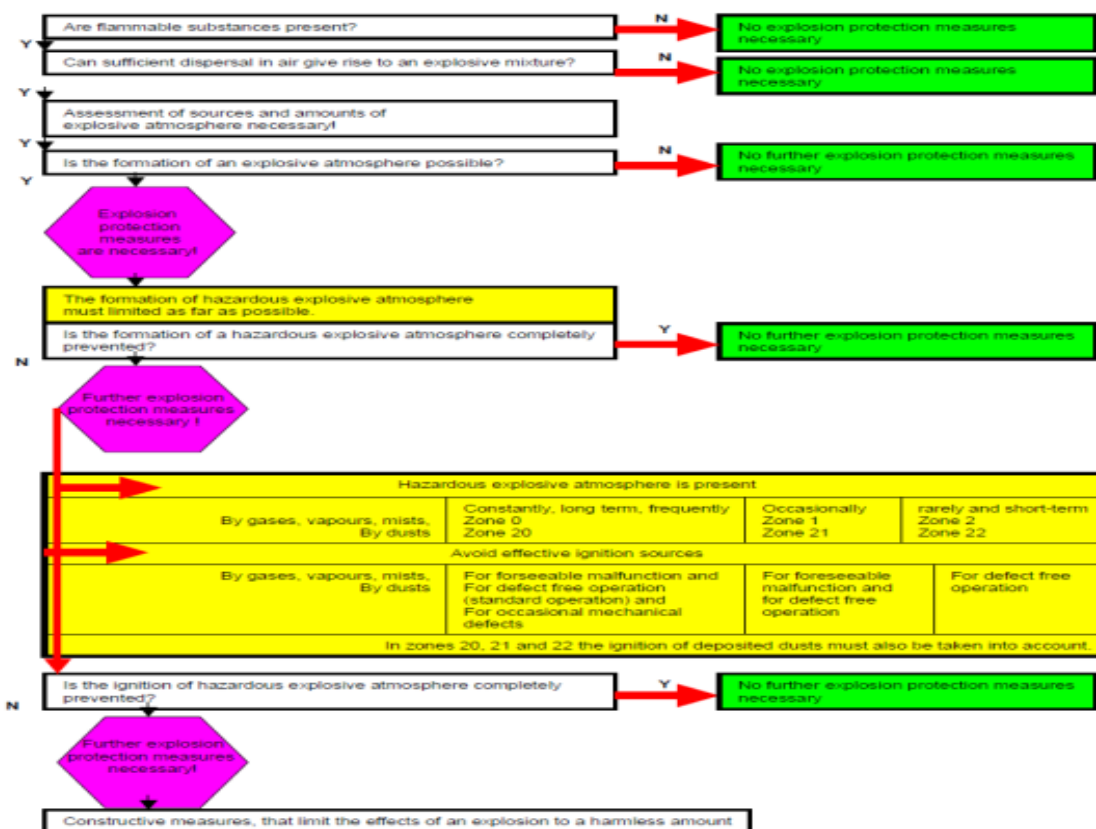 Are flammable substances present?
N
No explosion protection measures
necessary
Y
Can sufficient dispersal in air give rise to an explosive mixture?
N
No explosion protection measures
necessary
Y
Assessment of sources and amounts of
explosive atmosphere necessary!
Y
Is the formation of an explosive atmosphere possible?
N
No further explosion protection measures
necessary
Y
Explosion
protection
measures
are necessary!
The formation of hazardous explosive atmosphere
must limited as far as possible.
Is the formation of a hazardous explosive atmosphere completely
prevented?
Y
No further explosion protection measures
necessary
N
Further explosion
protection measures
necessary !
Hazardous explosive atmosphere is present
By gases, vapours, mists,
By dusts
Constantly, long term, frequently
Zone 0
Zone 20
Occasionally
Zone 1
Zone 21
rarely and short-term
Zone 2
Zone 22
Avoid effective ignition sources
By gases, vapours, mists,
By dusts
For forseeable malfunction and
For defect free operation
(standard operation) and
For occasional mechanical
defects
For foreseeable
malfunction and
for defect free
operation
For defect free
operation
In zones 20, 21 and 22 the ignition of deposited dusts must also be taken into account.
Is the ignition of hazardous explosive atmosphere completely
prevented?
Y
No further explosion protection measures
necessary
N
Further explosion
protection measures
necessary!
Constructive measures, that limit the effects of an explosion to a harmless amount